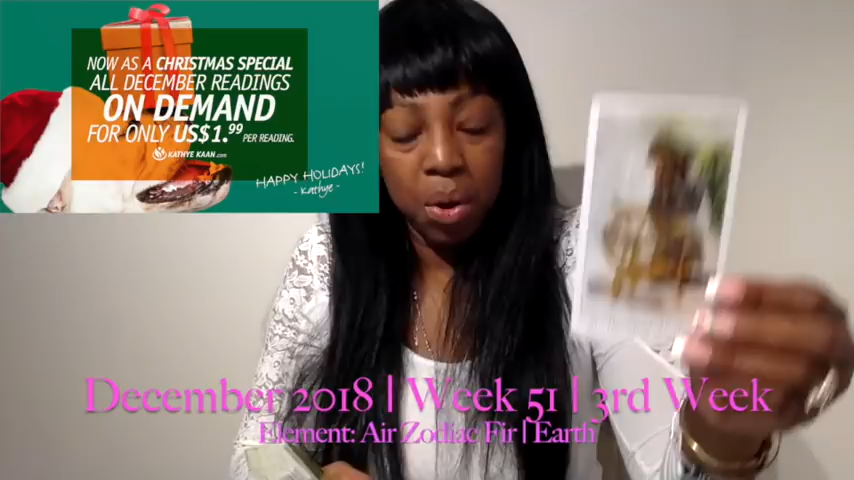 NOW AS A CHRISTMAS SPECIAL
ALL DECEMBER READINGS
ON DEMAND
FOR ONLY US$1.99 PER READING.
KATHYE KAAN.com
HAPPY HOLIDAYS!
- Kathye -
December 2018 | Week 51 | 3rd Week
Element: Air Zodiac Fir | Earth